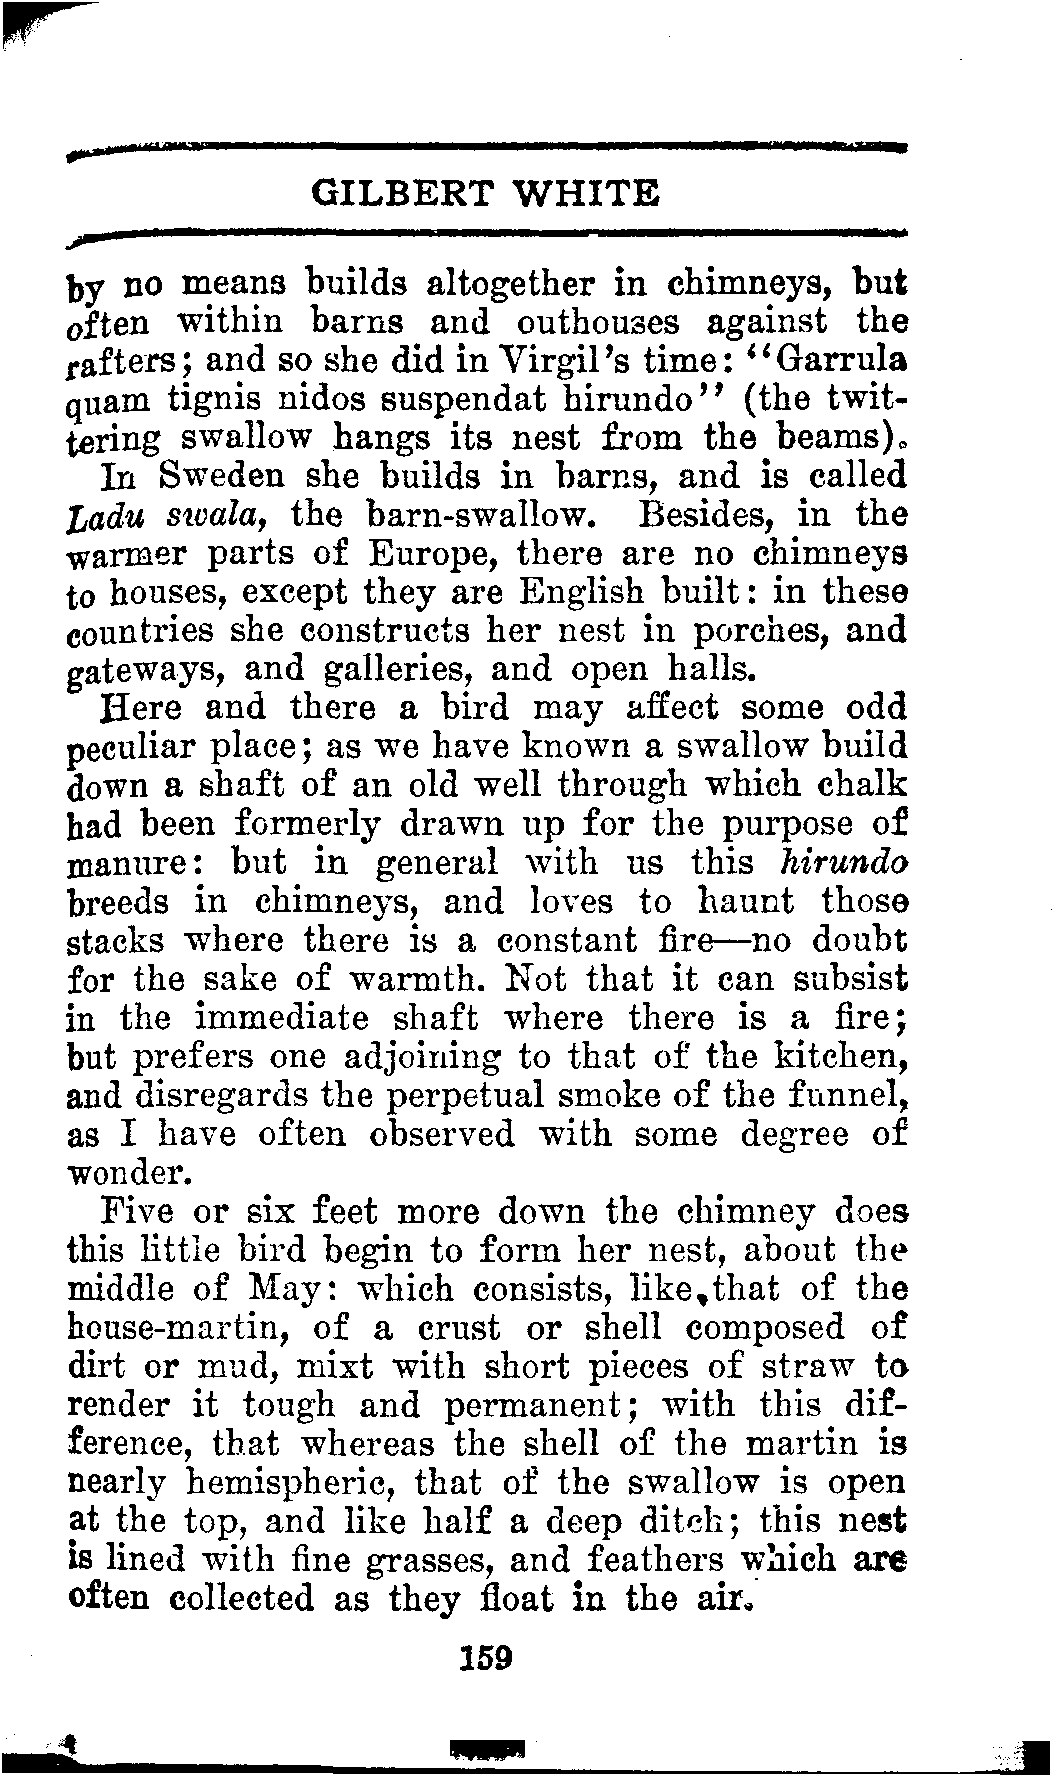 GILBERT WHITE
by no means builds altogether in chimneys, but
often within barns and outhouses against the
rafters; and so she did in Virgil's time: "Garrula
quam tignis nidos suspendat hirundo" (the twit-
tering swallow hangs its nest from the beams).
In Sweden she builds in barns, and is called
Ladu swala, the barn-swallow. Besides, in the
warmer parts of Europe, there are no chimneys
to houses, except they are English built: in these
countries she constructs her nest in porches, and
gateways, and galleries, and open halls.
Here and there a bird may affect some odd
peculiar place; as we have known a swallow build
down a shaft of an old well through which chalk
had been formerly drawn up for the purpose of
manure: but in general with us this hirundo
breeds in chimneys, and loves to haunt those
stacks where there is a constant fire—no doubt
for the sake of warmth. Not that it can subsist
in the immediate shaft where there is a fire;
but prefers one adjoining to that of the kitchen,
and disregards the perpetual smoke of the funnel,
as I have often observed with some degree of
wonder.
Five or six feet more down the chimney does
this little bird begin to form her nest, about the
middle of May: which consists, like that of the
house-martin, of a crust or shell composed of
dirt or mud, mixt with short pieces of straw to
render it tough and permanent; with this dif-
ference, that whereas the shell of the martin is
nearly hemispheric, that of the swallow is open
at the top, and like half a deep ditch; this nest
is lined with fine grasses, and feathers which are
often collected as they float in the air.
159